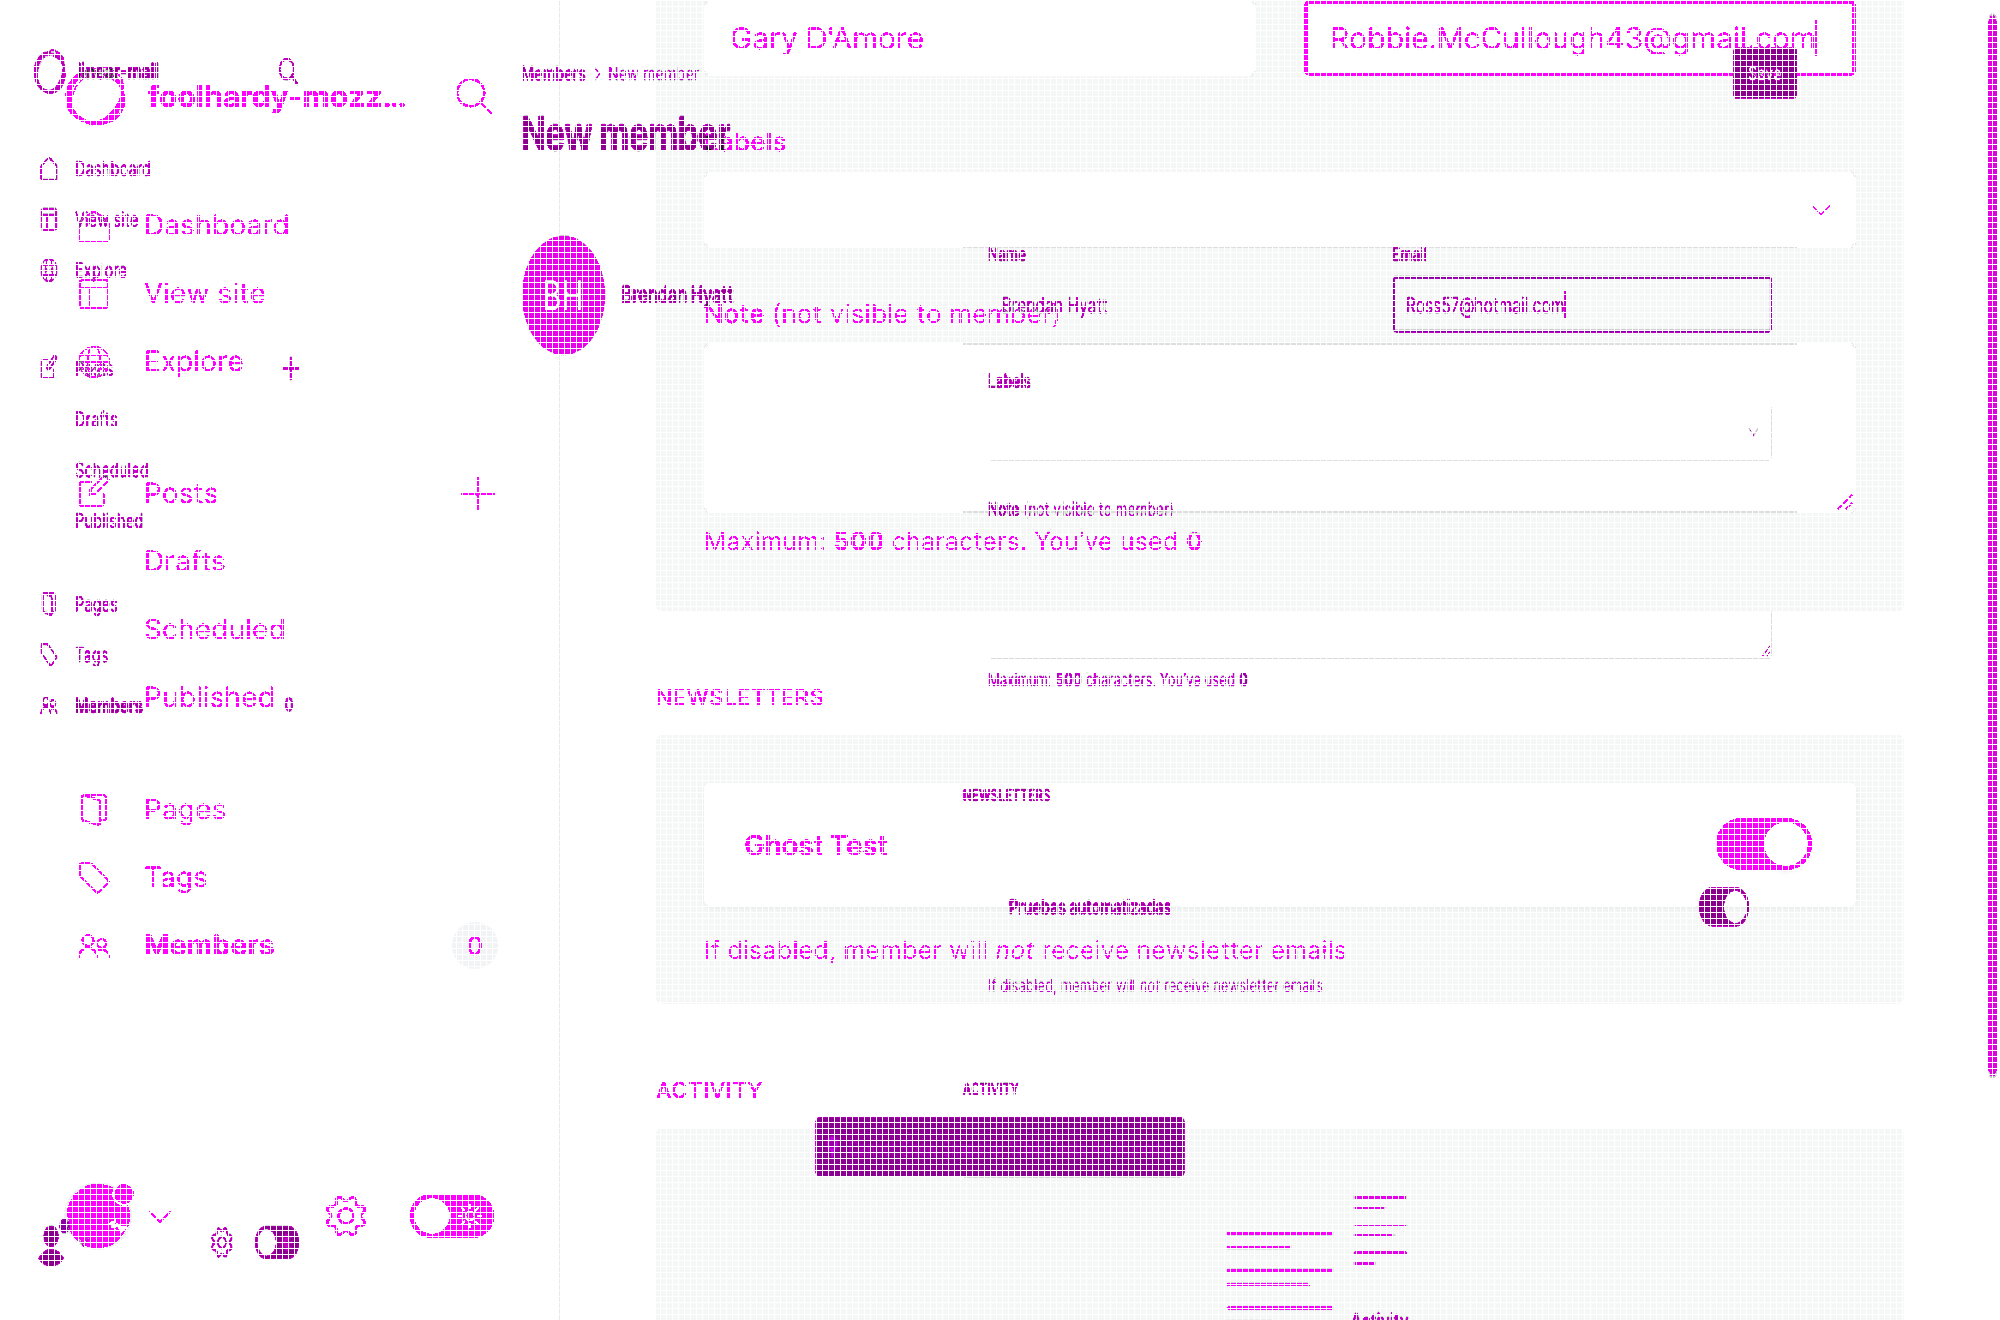 Gary D'Amore
Robbie.McCullough43@gmail.com
Members > New member
Save
foolhardy-mozz...
New member
Labels
Dashboard
View site
Dashboard
Explore
Name
Email
View site
BH
Brendan Hyatt
Brendan Hyatt
Ross57@hotmail.com
Note (not visible to member)
Explore
Labels
Drafts
Scheduled
Posts
Note (not visible to member)
Published
Maximum: 500 characters. You've used 0
Drafts
Pages
Scheduled
Tags
Maximum: 500 characters. You've used 0
Members
Published
0
NEWSLETTERS
NEWSLETTERS
Pages
Ghost Test
Tags
Pruebas automatizadas
Members
0
If disabled, member will not receive newsletter emails
If disabled, member will not receive newsletter emails
ACTIVITY
ACTIVITY
Activity